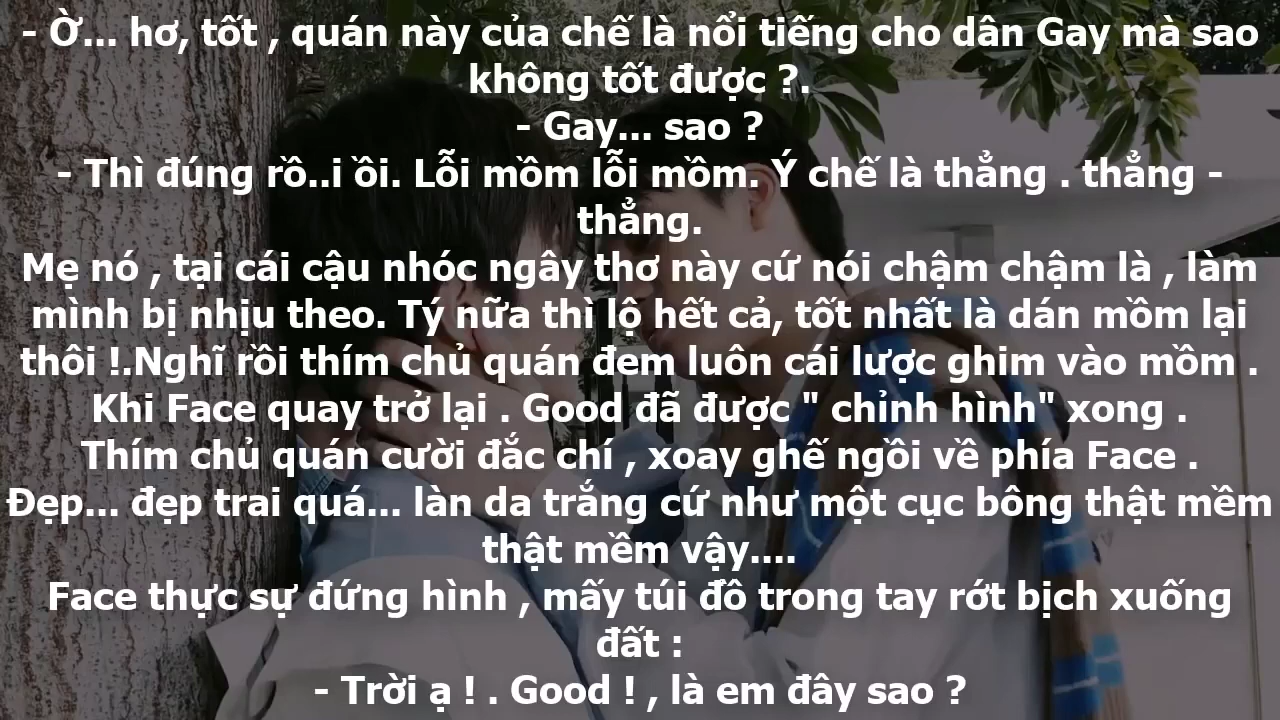 - Ờ... hơ, tốt , quán này của chế là nổi tiếng cho dân Gay mà sao
không tốt được ?.
- Gay... sao ?
- Thì đúng rồ..i ồi. Lỗi mồm lỗi mồm. Ý chế là thẳng . thẳng -
thẳng.
Mẹ nó , tại cái cậu nhóc ngây thơ này cứ nói chậm chậm là , làm
mình bị nhịu theo. Tý nữa thì lộ hết cả, tốt nhất là dán mồm lại
thôi !.Nghĩ rồi thím chủ quán đem luôn cái lược ghim vào mồm .
Khi Face quay trở lại . Good đã được " chỉnh hình" xong .
Thím chủ quán cười đắc chí , xoay ghế ngồi về phía Face .
Đẹp... đẹp trai quá... làn da trắng cứ như một cục bông thật mềm
thật mềm vậy....
Face thực sự đứng hình , mấy túi đồ trong tay rớt bịch xuống
đất :
- Trời ạ ! . Good ! , là em đây sao ?